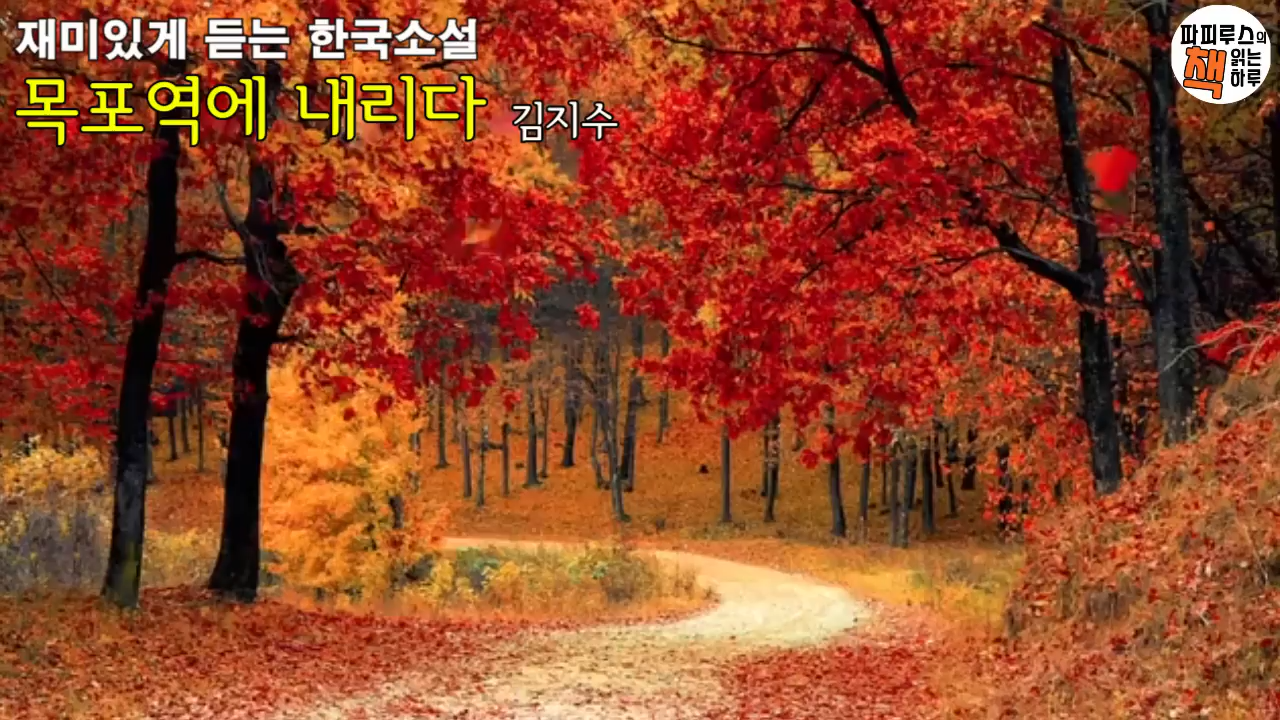 재미있게 듣는 한국소설
목포역에 내리다 김지수
파피루스의
책 읽는
하루